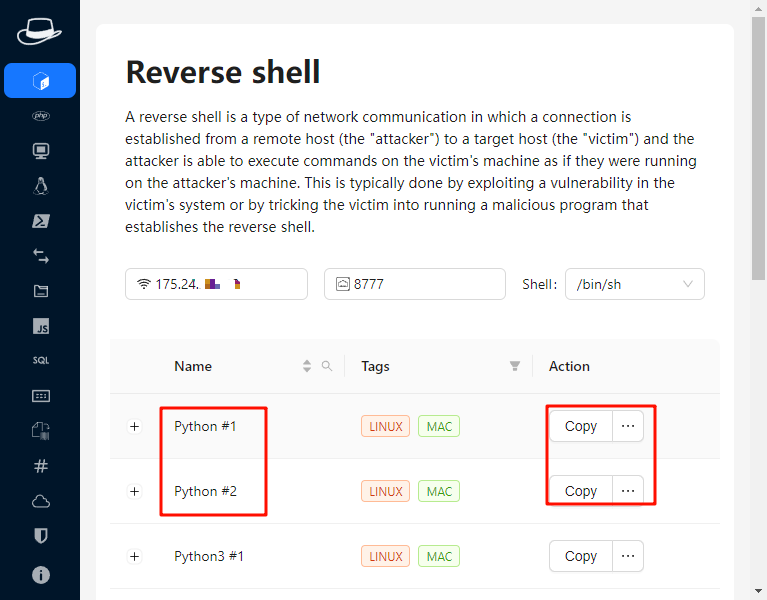 Reverse shell
A reverse shell is a type of network communication in which a connection is
established from a remote host (the "attacker") to a target host (the "victim") and the
attacker is able to execute commands on the victim's machine as if they were running
on the attacker's machine. This is typically done by exploiting a vulnerability in the
victim's system or by tricking the victim into running a malicious program that
establishes the reverse shell.
175.24. 8777 Shell: /bin/sh
Name Tags Action
Python #1 LINUX MAC Copy ···
Python #2 LINUX MAC Copy ···
Python3 #1 LINUX MAC Copy ···
php
JS
SQL